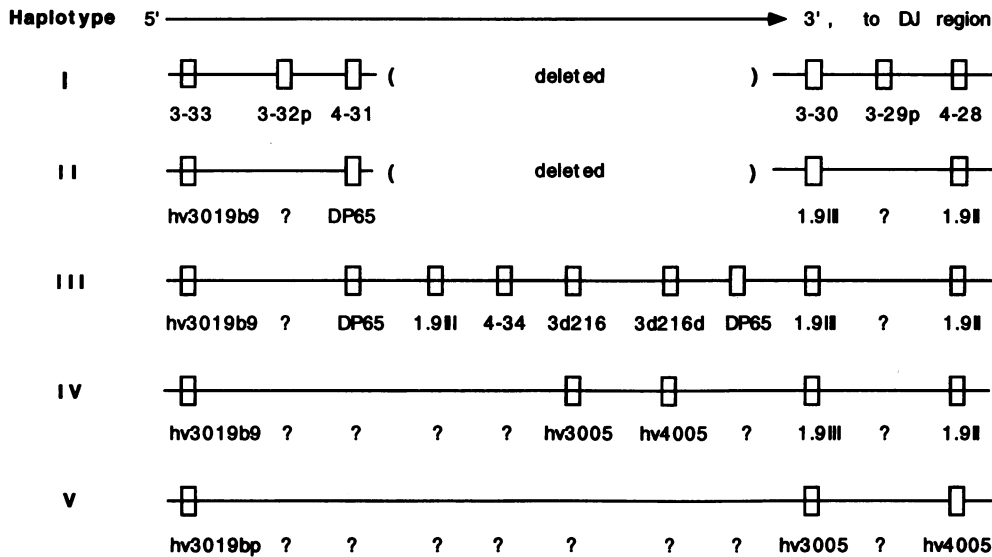 Haplotype 5' 3', to DJ region
I ( deleted )
3-33 3-32p 4-31 3-30 3-29p 4-28
II ( deleted )
hv3019b9 ? DP65 1.9III ? 1.9II
III
hv3019b9 ? DP65 1.9III 4-34 3d216 3d216d DP65 1.9III ? 1.9II
IV
hv3019b9 ? ? ? ? hv3005 hv4005 ? 1.9III ? 1.9II
V
hv3019bp ? ? ? ? ? ? ? hv3005 ? hv4005